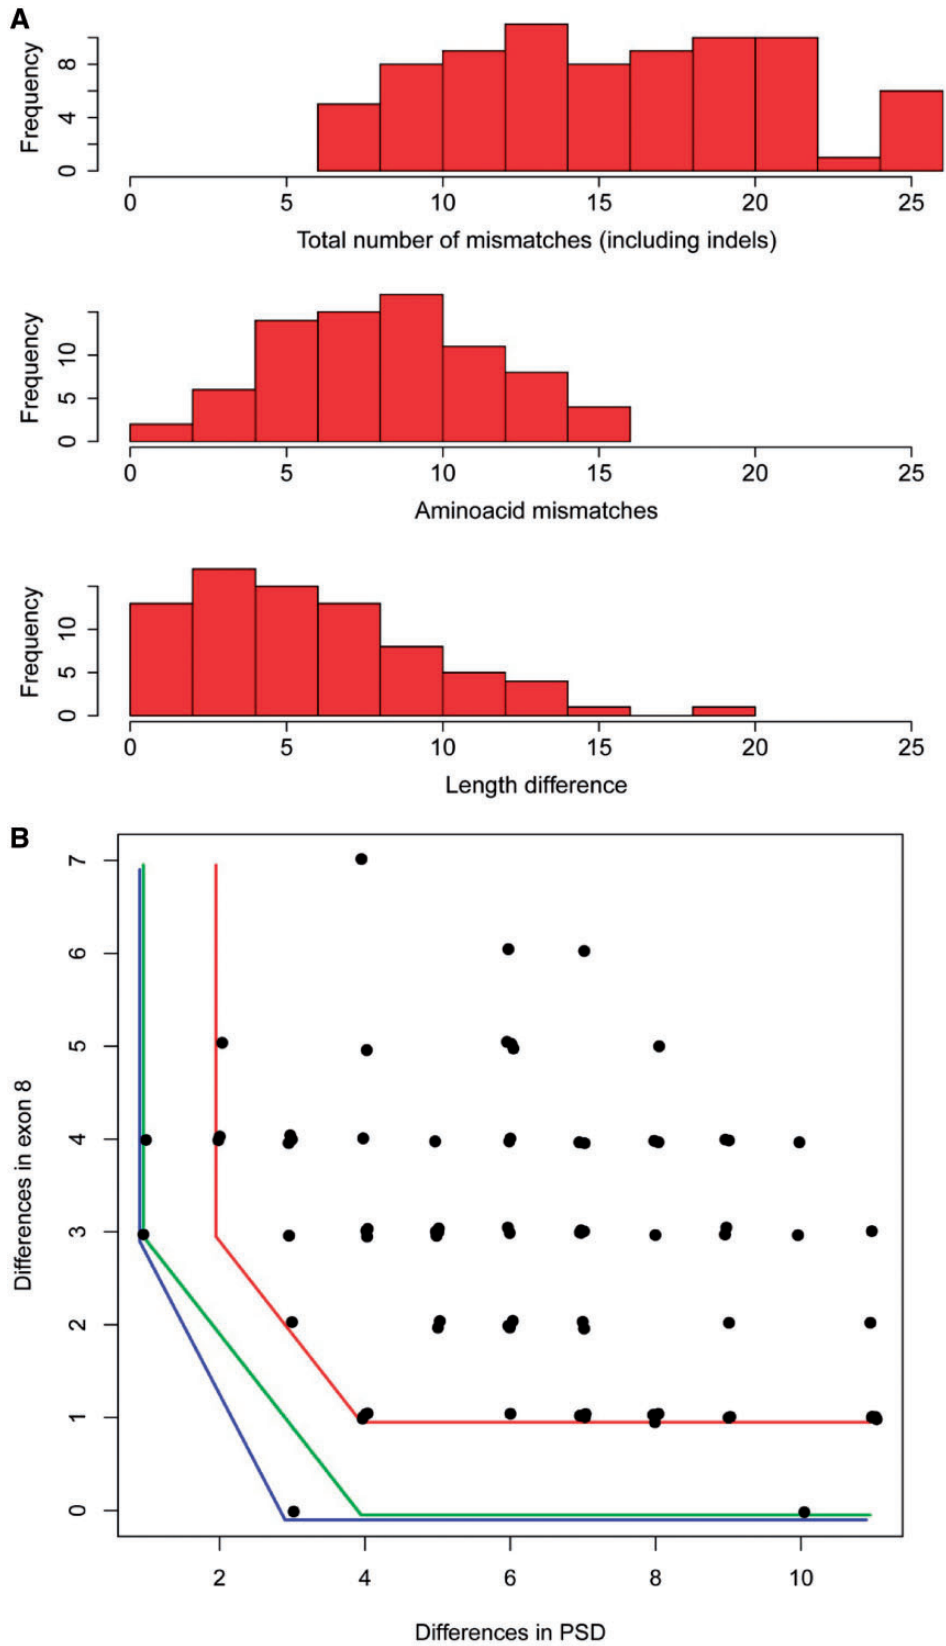 A
Frequency
0 4 8
0 5 10 15 20 25
Total number of mismatches (including indels)
Frequency
0 5 10
0 5 10 15 20 25
Aminoacid mismatches
Frequency
0 5 10
0 5 10 15 20 25
Length difference
B
Differences in exon 8
7
6
5
4
3
2
1
0
2 4 6 8 10
Differences in PSD